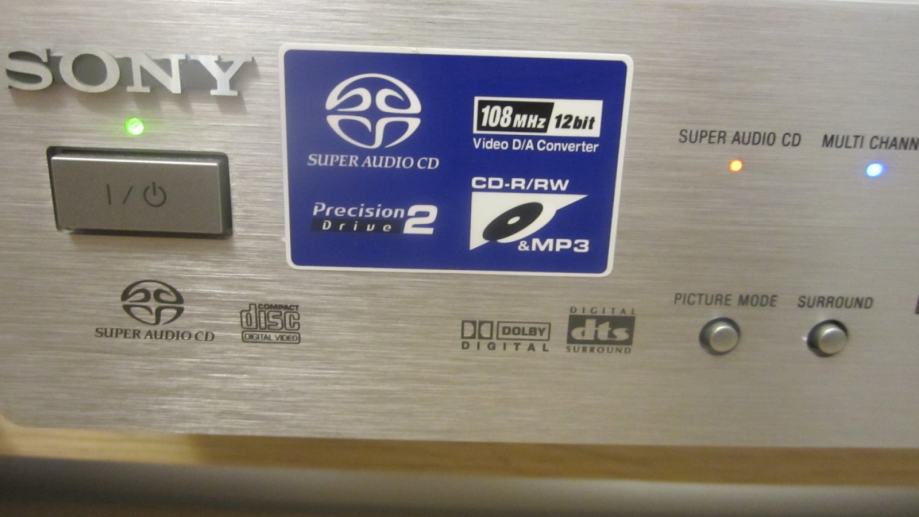 SONY
I / ⏻
SUPER AUDIO CD
108MHz 12bit
Video D/A Converter
Precision
Drive 2
CD-R/RW
&MP3
SUPER AUDIO CD
MULTI CHANN
SUPER AUDIO CD
COMPACT
disc
DIGITAL VIDEO
DOLBY
DIGITAL
DIGITAL
dts
SURROUND
PICTURE MODE
SURROUND